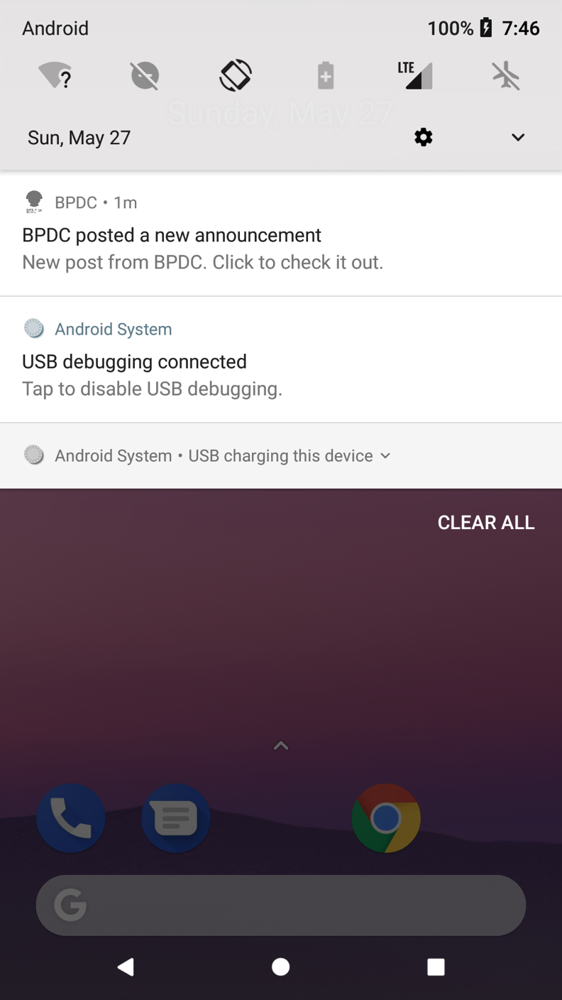 Android 100% 7:46
LTE
Sunday, May 27
Sun, May 27
BPDC • 1m
BPDC posted a new announcement
New post from BPDC. Click to check it out.
Android System
USB debugging connected
Tap to disable USB debugging.
Android System • USB charging this device
CLEAR ALL